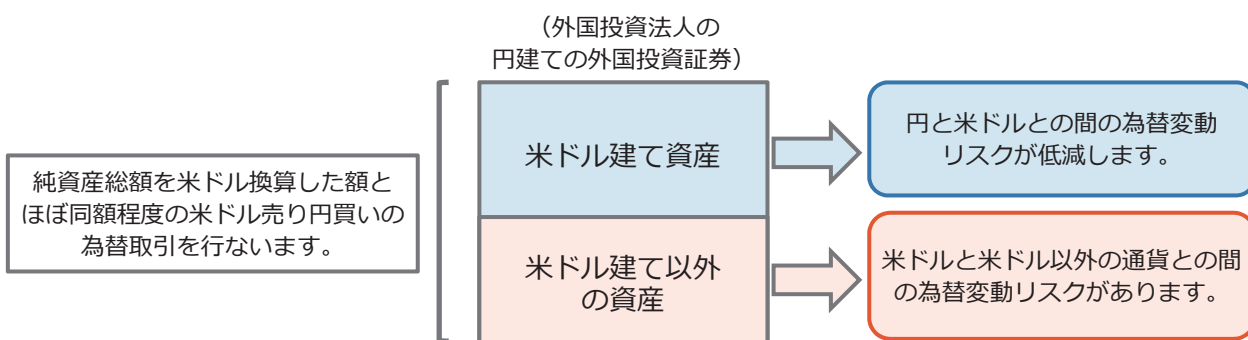 （外国投資法人の
円建ての外国投資証券）
純資産総額を米ドル換算した額と
ほぼ同額程度の米ドル売り円買いの
為替取引を行ないます。
米ドル建て資産
円と米ドルとの間の為替変動
リスクが低減します。
米ドル建て以外
の資産
米ドルと米ドル以外の通貨との間
の為替変動リスクがあります。